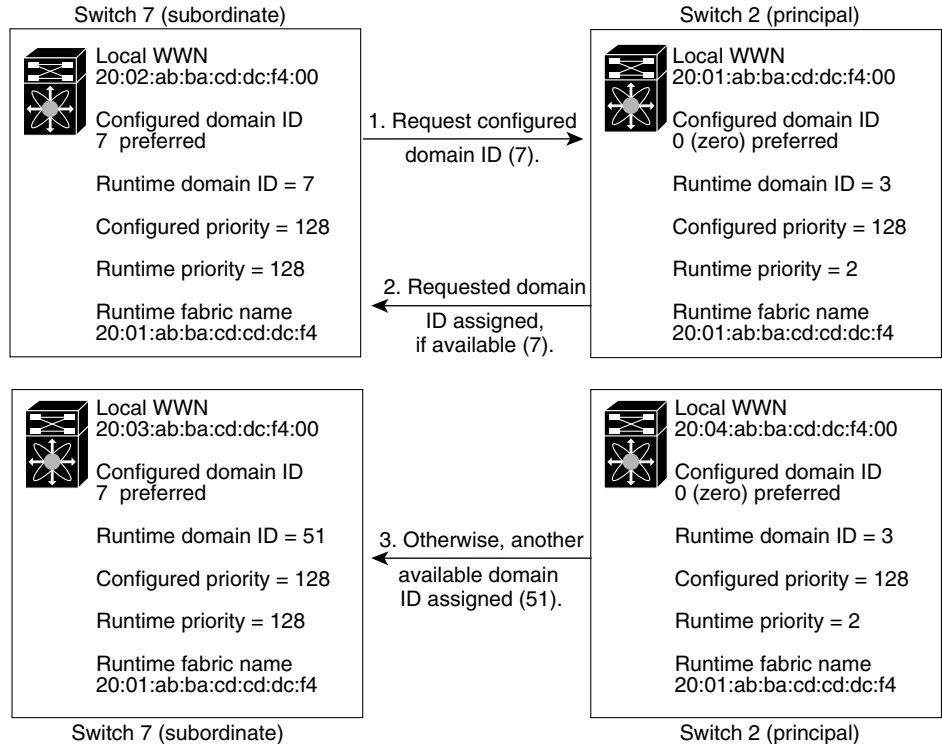 Switch 7 (subordinate)
Local WWN
20:02:ab:ba:cd:dc:f4:00
Configured domain ID
7 preferred
Runtime domain ID = 7
Configured priority = 128
Runtime priority = 128
Runtime fabric name
20:01:ab:ba:cd:cd:dc:f4
1. Request configured
domain ID (7).
2. Requested domain
ID assigned,
if available (7).
Switch 2 (principal)
Local WWN
20:01:ab:ba:cd:dc:f4:00
Configured domain ID
0 (zero) preferred
Runtime domain ID = 3
Configured priority = 128
Runtime priority = 2
Runtime fabric name
20:01:ab:ba:cd:cd:dc:f4
Local WWN
20:03:ab:ba:cd:dc:f4:00
Configured domain ID
7 preferred
Runtime domain ID = 51
Configured priority = 128
Runtime priority = 128
Runtime fabric name
20:01:ab:ba:cd:cd:dc:f4
Switch 7 (subordinate)
3. Otherwise, another
available domain
ID assigned (51).
Local WWN
20:04:ab:ba:cd:dc:f4:00
Configured domain ID
0 (zero) preferred
Runtime domain ID = 3
Configured priority = 128
Runtime priority = 2
Runtime fabric name
20:01:ab:ba:cd:cd:dc:f4
Switch 2 (principal)